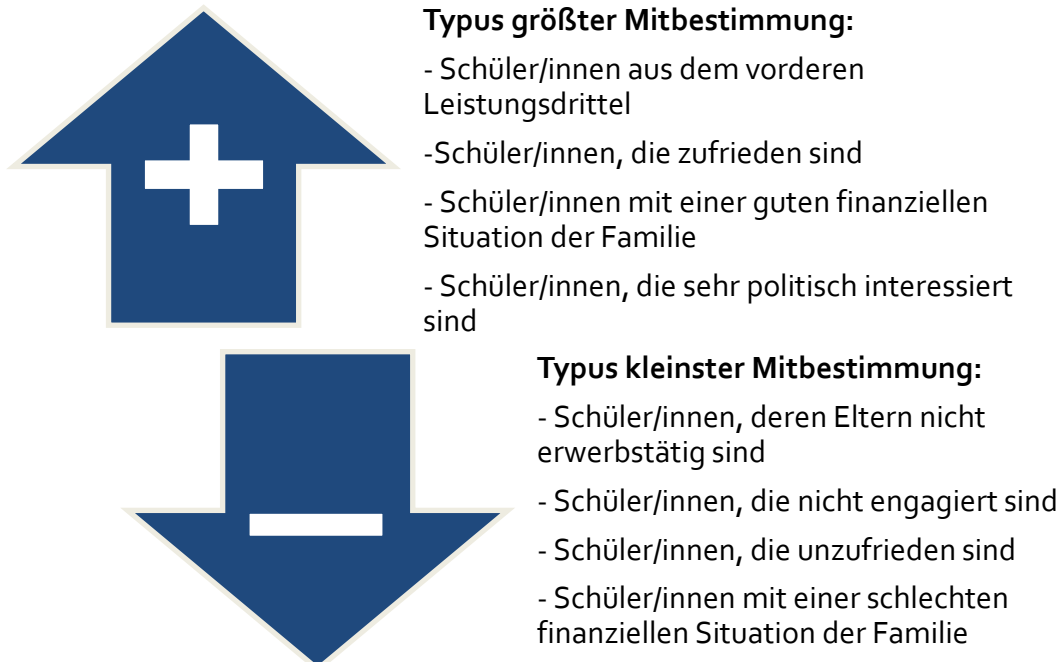 Typus größter Mitbestimmung:
- Schüler/innen aus dem vorderen
Leistungsdrittel
-Schüler/innen, die zufrieden sind
- Schüler/innen mit einer guten finanziellen
Situation der Familie
- Schüler/innen, die sehr politisch interessiert
sind
Typus kleinster Mitbestimmung:
- Schüler/innen, deren Eltern nicht
erwerbstätig sind
- Schüler/innen, die nicht engagiert sind
- Schüler/innen, die unzufrieden sind
- Schüler/innen mit einer schlechten
finanziellen Situation der Familie